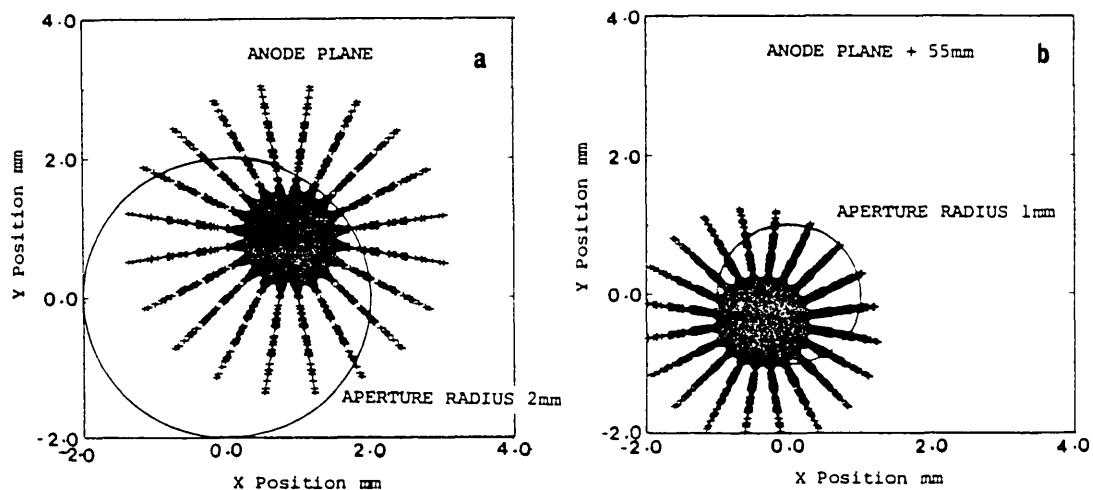 4.0
ANODE PLANE
a
2.0
Y Position mm
0.0
APERTURE RADIUS 2mm
-2.0
-2.0 0.0 2.0 4.0
X Position mm
4.0
ANODE PLANE + 55mm
b
2.0
Y Position mm
APERTURE RADIUS 1mm
0.0
-2.0
-2.0 0.0 2.0 4.0
X Position mm